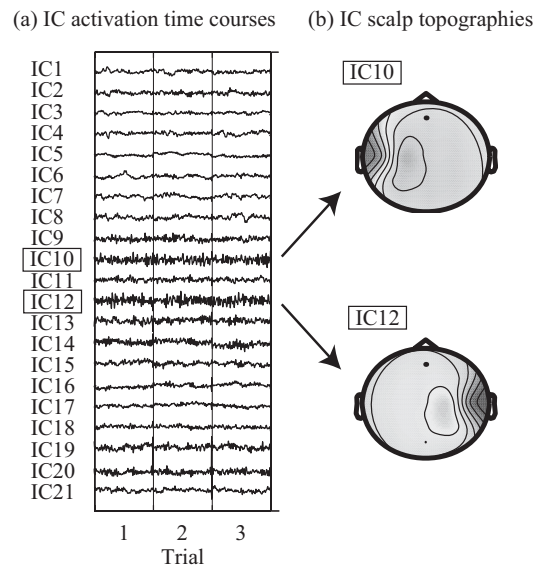 (a) IC activation time courses
(b) IC scalp topographies
IC1
IC2
IC3
IC4
IC5
IC6
IC7
IC8
IC9
IC10
IC11
IC12
IC13
IC14
IC15
IC16
IC17
IC18
IC19
IC20
IC21
1 2 3
Trial
IC10
IC12